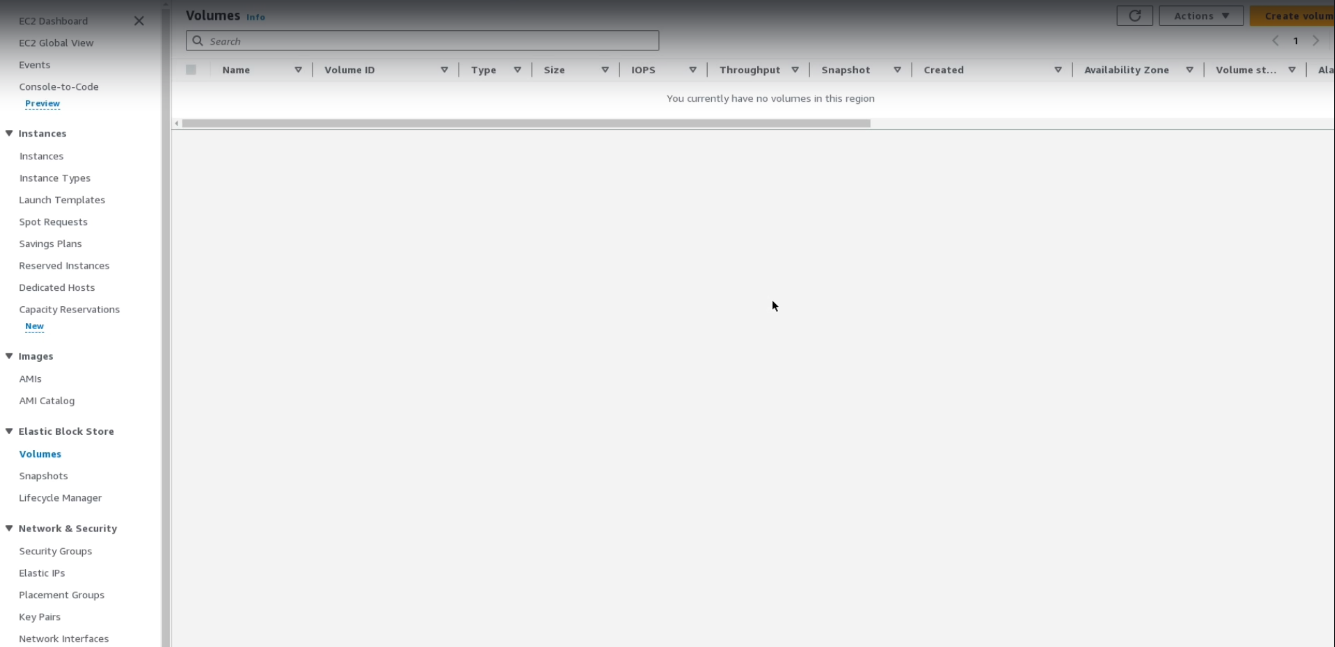 EC2 Dashboard
EC2 Global View
Events
Console-to-Code
Preview
Instances
Instances
Instance Types
Launch Templates
Spot Requests
Savings Plans
Reserved Instances
Dedicated Hosts
Capacity Reservations
New
Images
AMIs
AMI Catalog
Elastic Block Store
Volumes
Snapshots
Lifecycle Manager
Network & Security
Security Groups
Elastic IPs
Placement Groups
Key Pairs
Network Interfaces
Volumes Info
Actions
Create volum
Search
1
Name Volume ID Type Size IOPS Throughput Snapshot Created Availability Zone Volume st... Ala
You currently have no volumes in this region